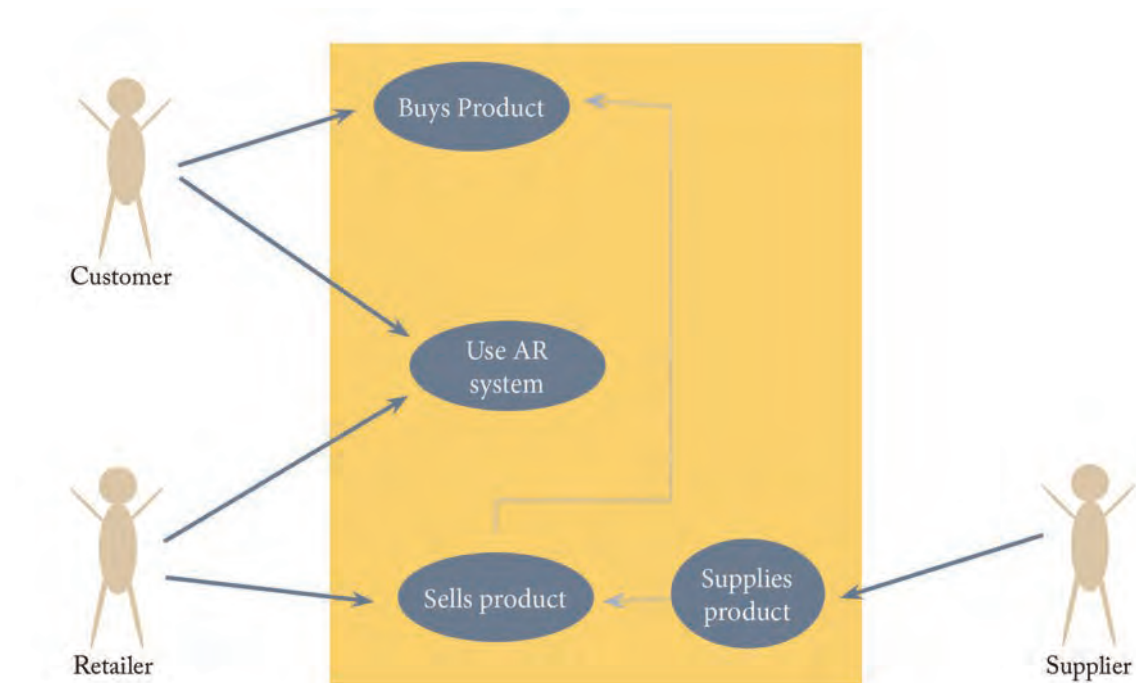 Buys Product
Customer
Use AR
system
Sells product
Supplies
product
Retailer
Supplier